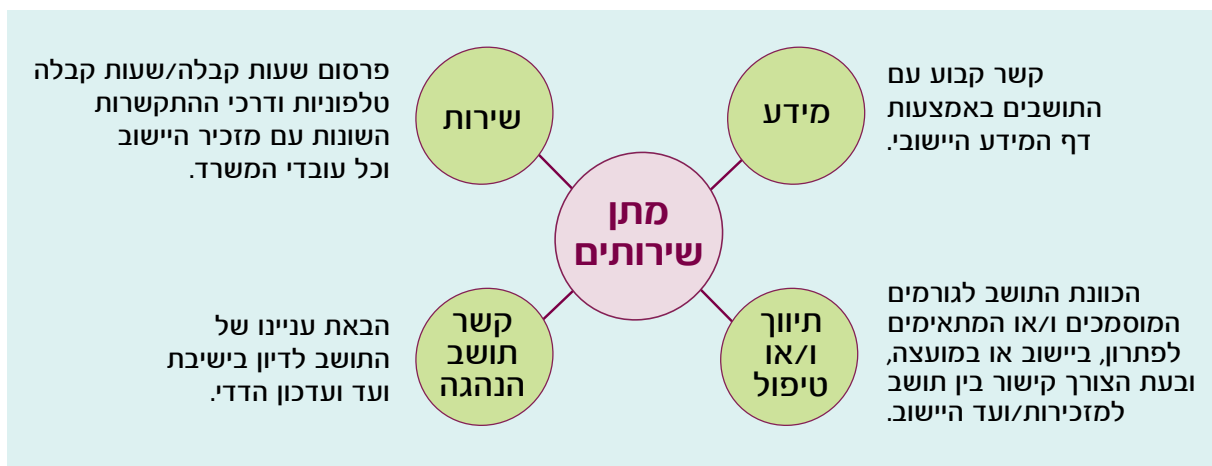 קשר קבוע עם
התושבים באמצעות
דף המידע היישובי.
מידע
שירות
פרסום שעות קבלה/שעות קבלה
טלפוניות ודרכי ההתקשרות
השונות עם מזכיר היישוב
וכל עובדי המשרד.
מתן
שירותים
הכוונת התושב לגורמים
המוסמכים ו/או המתאימים
לפתרון, ביישוב או במועצה,
ובעת הצורך קישור בין תושב
למזכירות/ועד היישוב.
תיווך
ו/או
טיפול
קשר
תושב
הנהגה
הבאת עניינו של
התושב לדיון בישיבת
ועד ועדכון הדדי.